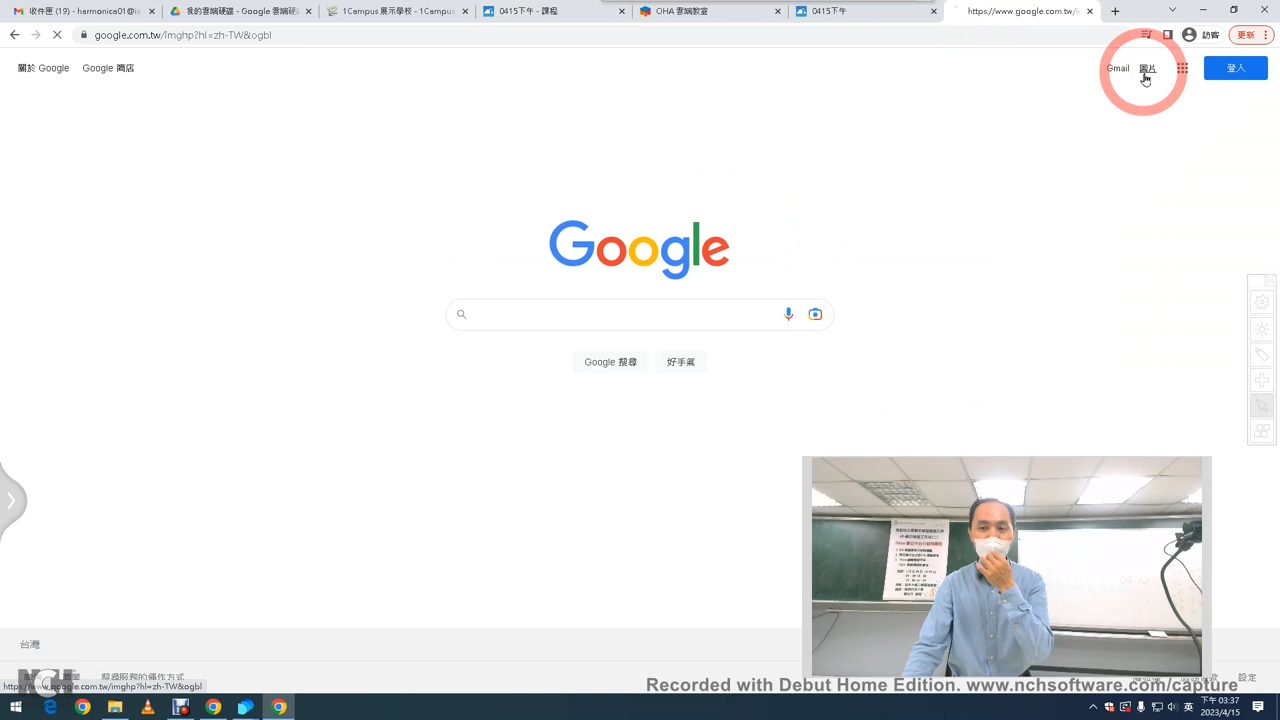 收件匣 (19) - harmonica01@is
我的雲端硬碟 - Google 雲端硬
1Campus 展示學校 - 1Campus
0415下午 - 課程
OHA 雲端教室
0415下午
https://www.google.com.tw/im
google.com.tw/imghp?hl=zh-TW&ogbl
訪客
更新
關於 Google
Google 商店
Gmail
圖片
登入
Google
Google 搜尋
好手氣
台灣
搜尋服務的運作方式
設定
NCH
https://www.google.com.tw/imghp?hl=zh-TW&ogbl
Recorded with Debut Home Edition. www.nchsoftware.com/capture
英
下午 03:37
2023/4/15